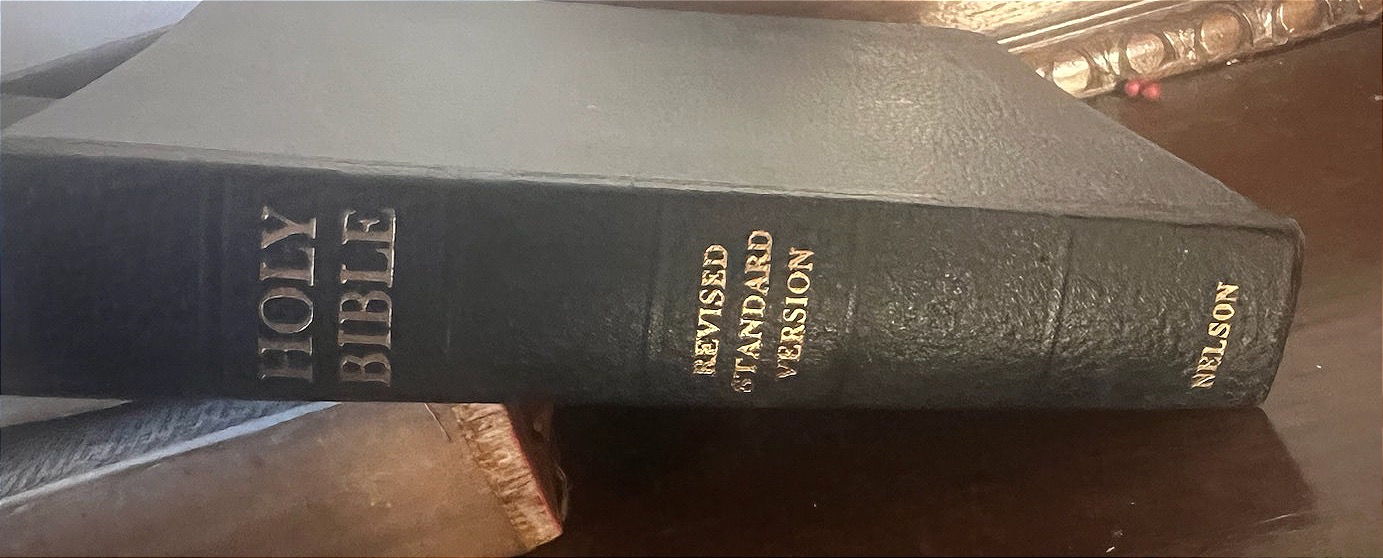 HOLY
BIBLE
REVISED
STANDARD
VERSION
NELSON